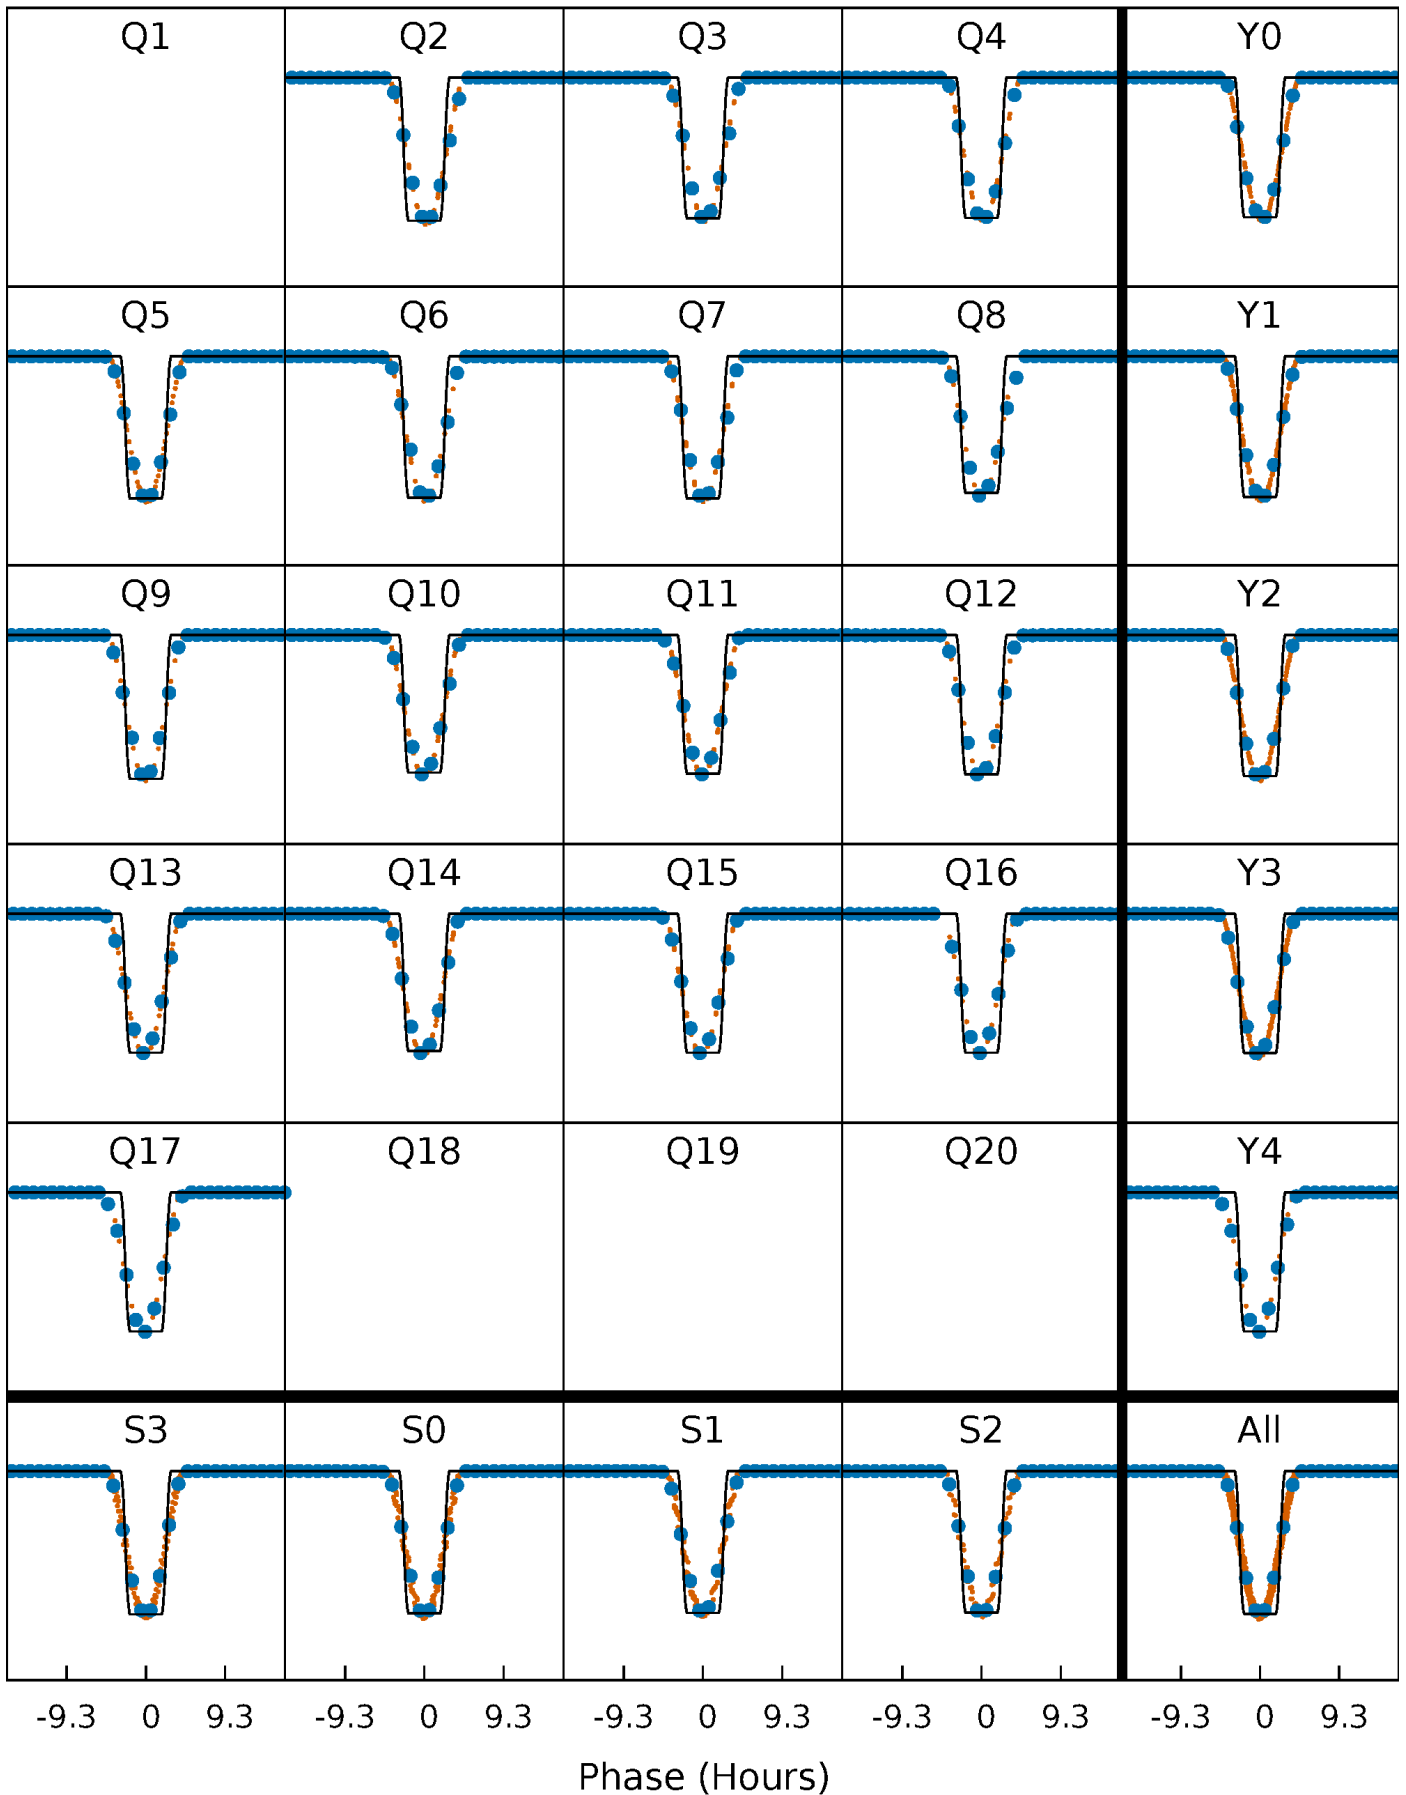 Q1 Q2 Q3 Q4 Y0
Q5 Q6 Q7 Q8 Y1
Q9 Q10 Q11 Q12 Y2
Q13 Q14 Q15 Q16 Y3
Q17 Q18 Q19 Q20 Y4
S3 S0 S1 S2 All
-9.3 0 9.3 -9.3 0 9.3 -9.3 0 9.3 -9.3 0 9.3 -9.3 0 9.3
Phase (Hours)